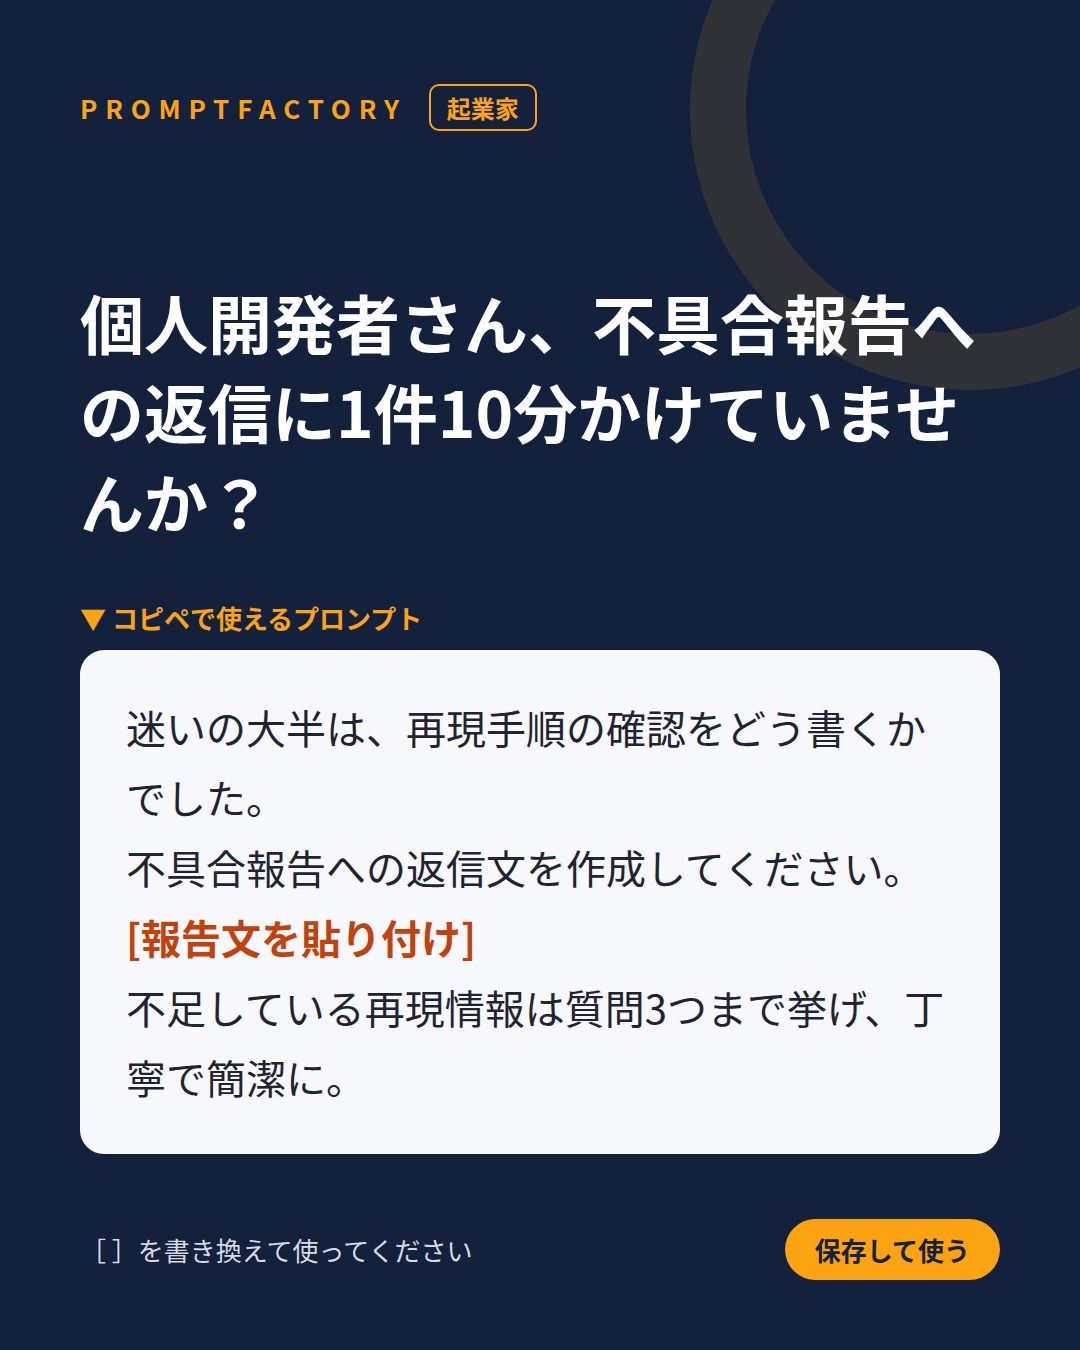 PROMPTFACTORY 起業家
個人開発者さん、不具合報告へ
の返信に1件10分かけていませ
んか？
▼コピペで使えるプロンプト
迷いの大半は、再現手順の確認をどう書くか
でした。
不具合報告への返信文を作成してください。
[報告文を貼り付け]
不足している再現情報は質問3つまで挙げ、丁
寧で簡潔に。
［ ］を書き換えて使ってください
保存して使う